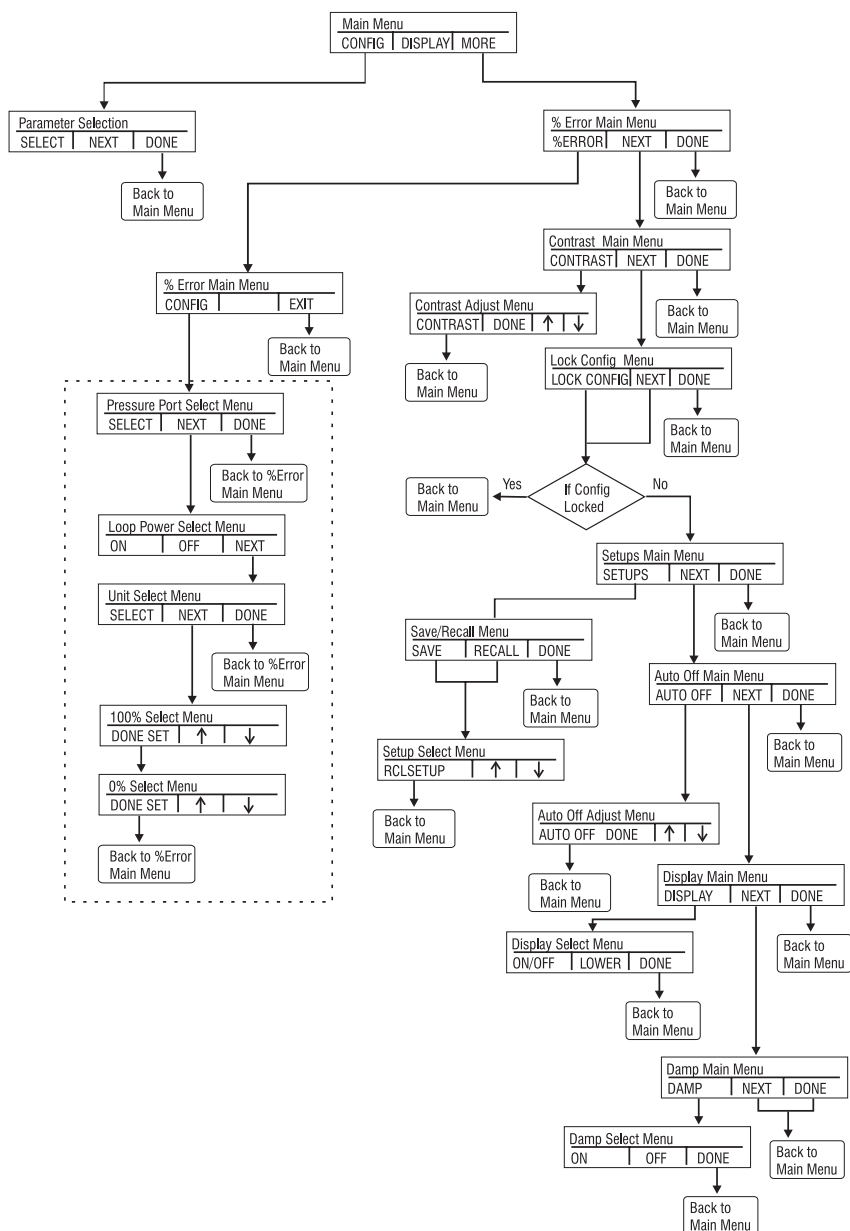 Main Menu
CONFIG DISPLAY MORE
Parameter Selection
SELECT NEXT DONE
Back to
Main Menu
% Error Main Menu
%ERROR NEXT DONE
Back to
Main Menu
Contrast Main Menu
CONTRAST NEXT DONE
Back to
Main Menu
% Error Main Menu
CONFIG EXIT
Back to
Main Menu
Contrast Adjust Menu
CONTRAST DONE ↑ ↓
Back to
Main Menu
Lock Config Menu
LOCK CONFIG NEXT DONE
Back to
Main Menu
Pressure Port Select Menu
SELECT NEXT DONE
Back to %Error
Main Menu
Loop Power Select Menu
ON OFF NEXT
Unit Select Menu
SELECT NEXT DONE
Back to %Error
Main Menu
100% Select Menu
DONE SET ↑ ↓
0% Select Menu
DONE SET ↑ ↓
Back to %Error
Main Menu
If Config
Locked
Yes
No
Back to
Main Menu
Setups Main Menu
SETUPS NEXT DONE
Back to
Main Menu
Save/Recall Menu
SAVE RECALL DONE
Back to
Main Menu
Setup Select Menu
RCLSETUP ↑ ↓
Back to
Main Menu
Auto Off Main Menu
AUTO OFF NEXT DONE
Back to
Main Menu
Auto Off Adjust Menu
AUTO OFF DONE ↑ ↓
Back to
Main Menu
Display Main Menu
DISPLAY NEXT DONE
Back to
Main Menu
Display Select Menu
ON/OFF LOWER DONE
Back to
Main Menu
Damp Main Menu
DAMP NEXT DONE
Back to
Main Menu
Damp Select Menu
ON OFF DONE
Back to
Main Menu